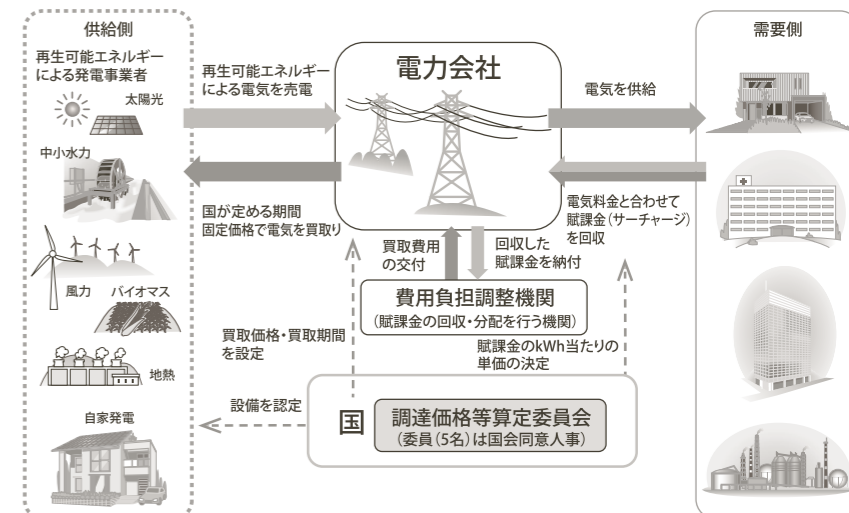 供給側
再生可能エネルギー
による発電事業者
太陽光
中小水力
風力
バイオマス
地熱
自家発電
再生可能エネルギー
による電気を売電
国が定める期間
固定価格で電気を買取り
電力会社
電気を供給
電気料金と合わせて
賦課金（サーチャージ）
を回収
需要側
買取費用
の交付
回収した
賦課金を納付
費用負担調整機関
（賦課金の回収・分配を行う機関）
買取価格・買取期間
を設定
賦課金のkWh当たりの
単価の決定
設備を認定
国
調達価格等算定委員会
（委員（5名）は国会同意人事）